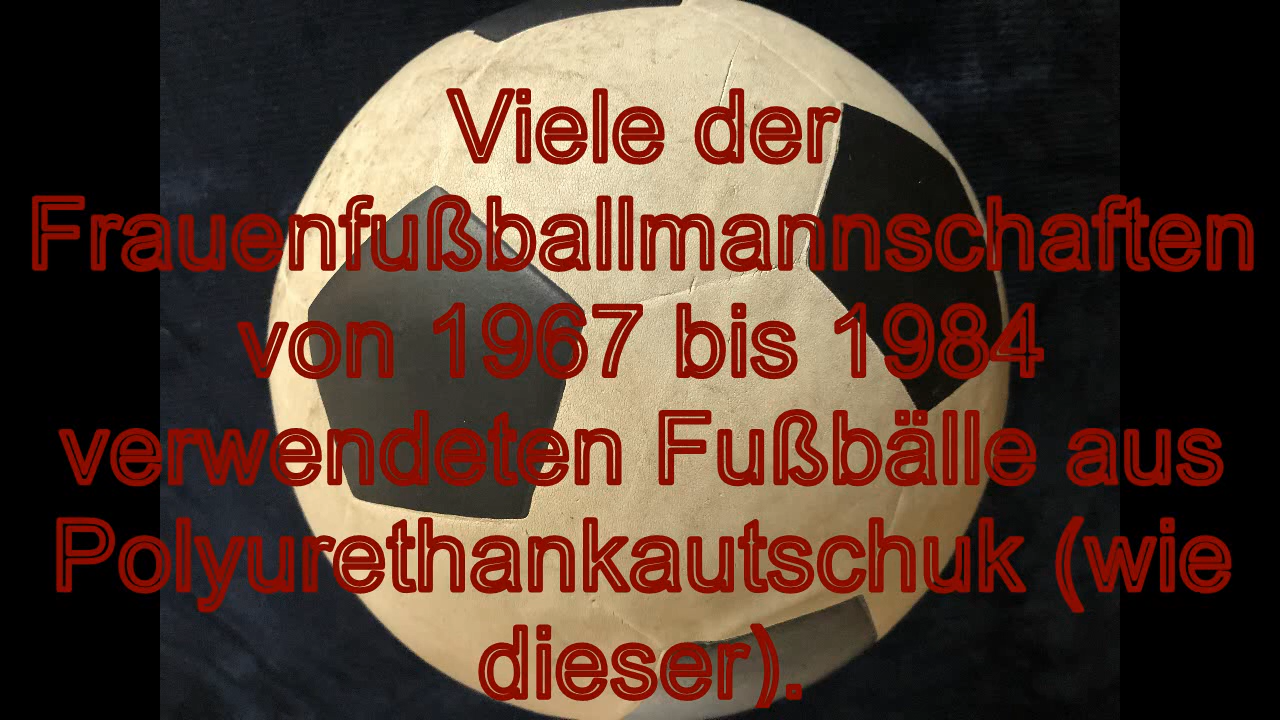 Viele der
Frauenfußballmannschaften
von 1967 bis 1984
verwendeten Fußbälle aus
Polyurethankautschuk (wie
dieser).